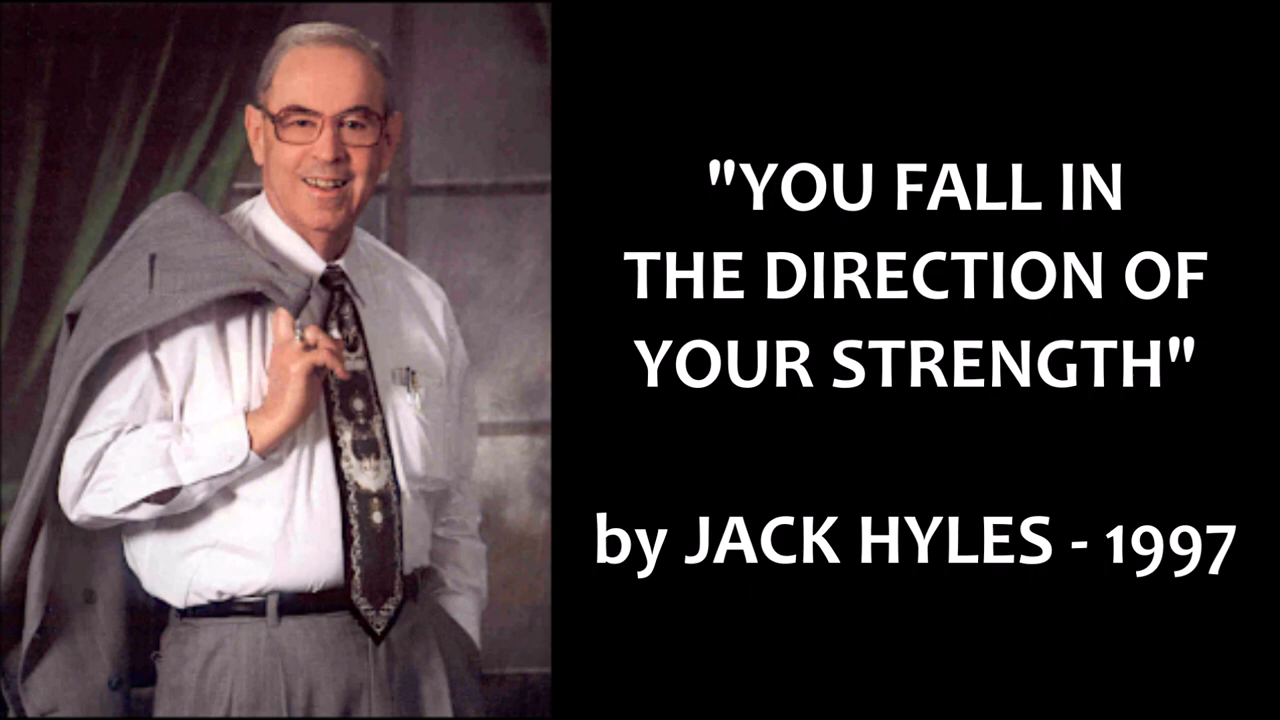 "YOU FALL IN
THE DIRECTION OF
YOUR STRENGTH"
by JACK HYLES - 1997